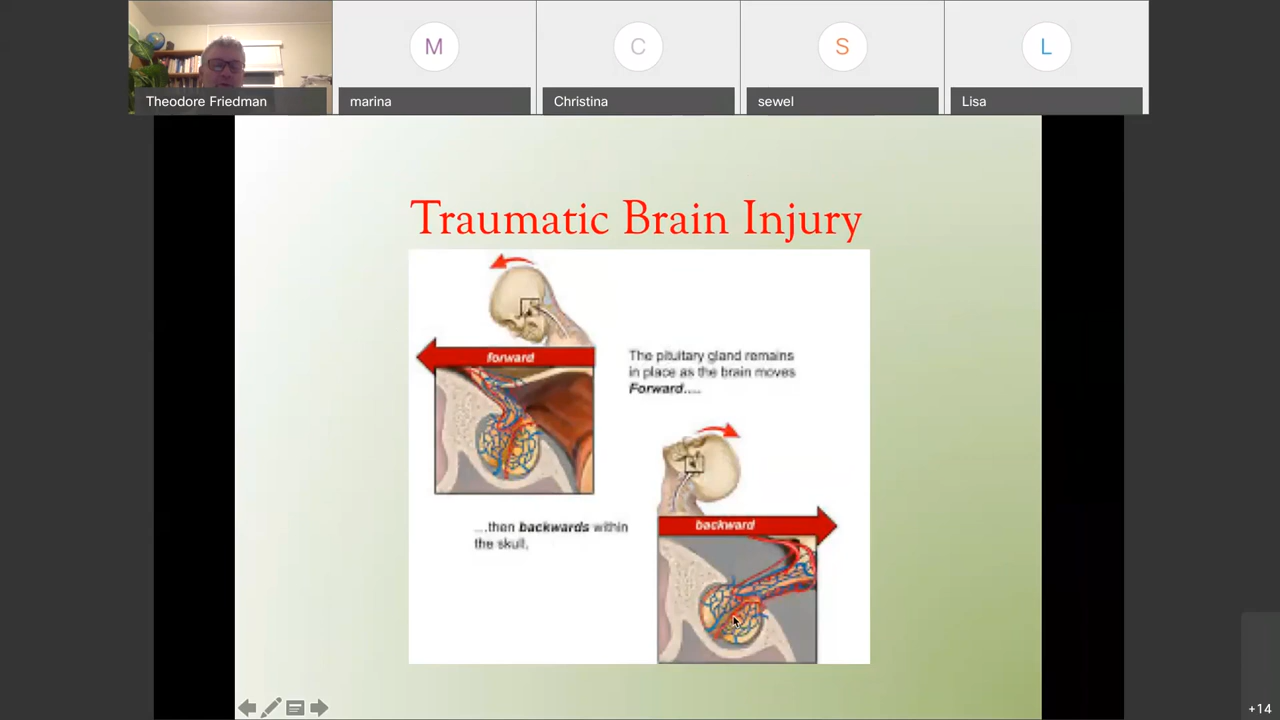 M
C
S
L
Theodore Friedman
marina
Christina
sewel
Lisa
Traumatic Brain Injury
forward
The pituitary gland remains
in place as the brain moves
Forward.....
backward
....then backwards within
the skull.
+14